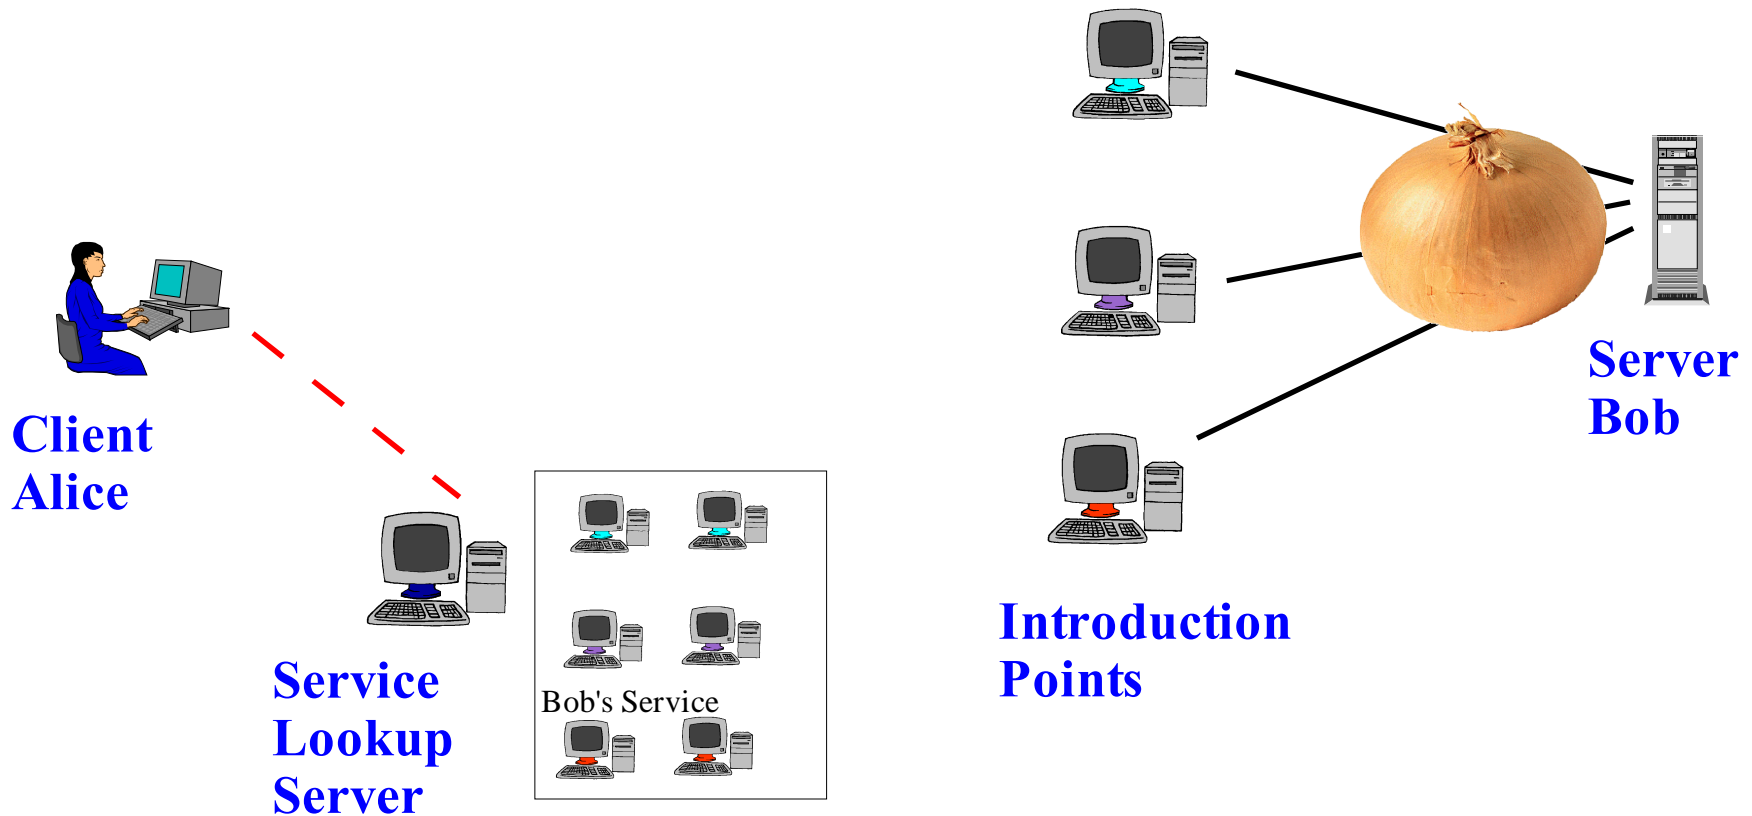 Client
Alice
Service
Lookup
Server
Bob's Service
Introduction
Points
Server
Bob